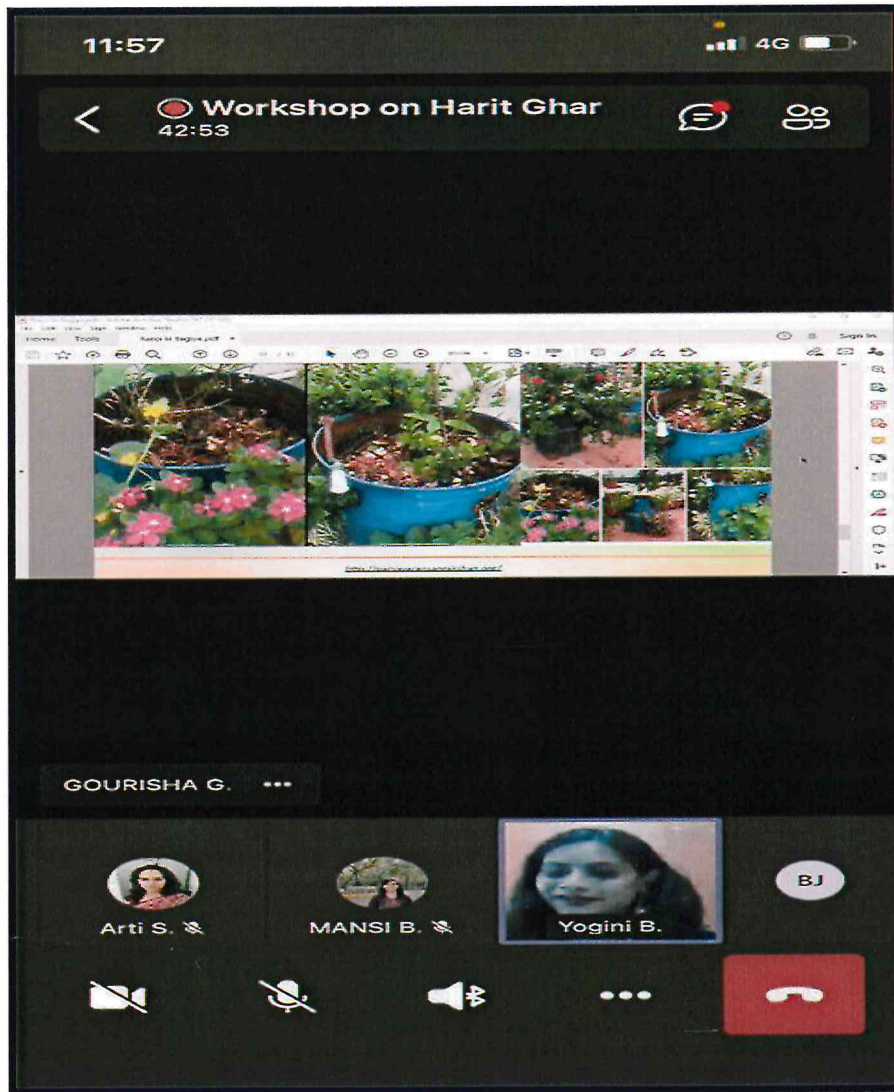 11:57
4G
Workshop on Harit Ghar
42:53
Home Tools
Sign In
GOURISHA G.
Arti S.
MANSI B.
Yogini B.
BJ